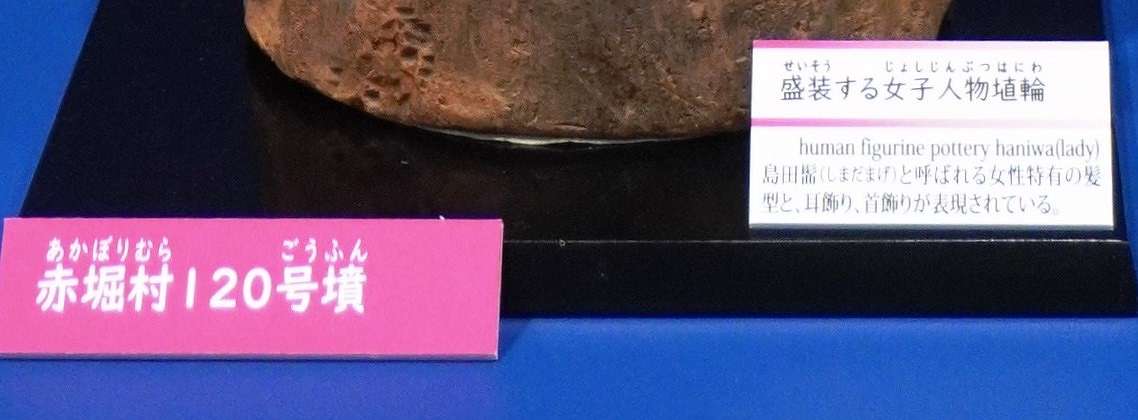 せいそう じょしじんぶつはにわ
盛装する女子人物埴輪
human figurine pottery haniwa(lady)
島田髷(しまだまげ)と呼ばれる女性特有の髪
型と、耳飾り、首飾りが表現されている。
あかぼりむら ごうふん
赤堀村120号墳